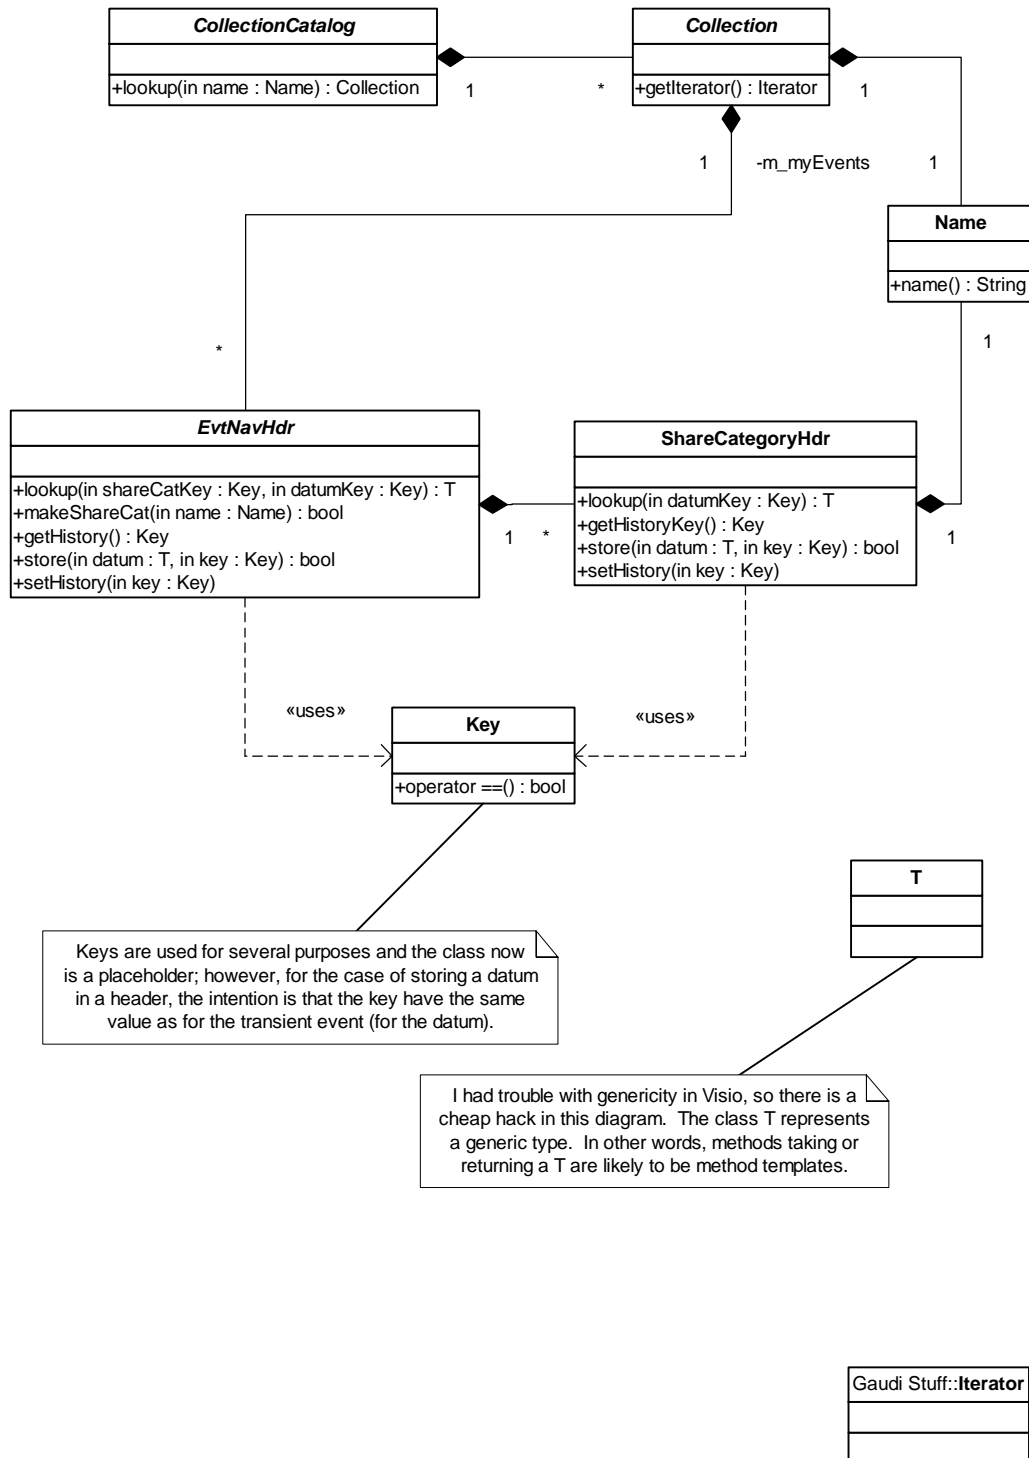 CollectionCatalog
+lookup(in name : Name) : Collection
1
*
Collection
+getIterator() : Iterator
1
1
-m_myEvents
1
Name
+name() : String
1
*
EvtNavHdr
+lookup(in shareCatKey : Key, in datumKey : Key) : T
+makeShareCat(in name : Name) : bool
+getHistory() : Key
+store(in datum : T, in key : Key) : bool
+setHistory(in key : Key)
1
*
ShareCategoryHdr
+lookup(in datumKey : Key) : T
+getHistoryKey() : Key
+store(in datum : T, in key : Key) : bool
+setHistory(in key : Key)
1
«uses»
«uses»
Key
+operator ==() : bool
T
Keys are used for several purposes and the class now
is a placeholder; however, for the case of storing a datum
in a header, the intention is that the key have the same
value as for the transient event (for the datum).
I had trouble with genericity in Visio, so there is a
cheap hack in this diagram. The class T represents
a generic type. In other words, methods taking or
returning a T are likely to be method templates.
Gaudi Stuff::Iterator